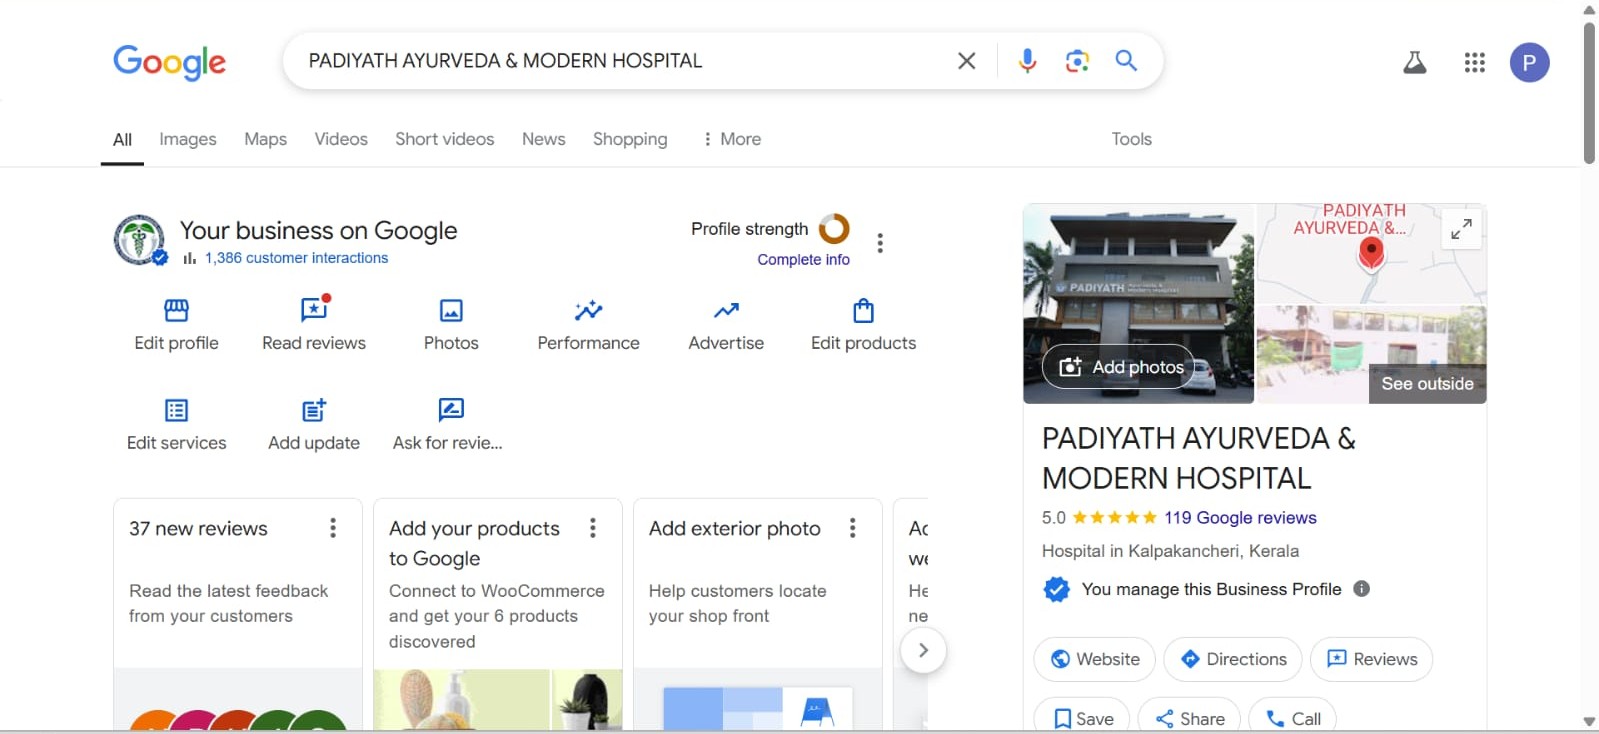 Google
PADIYATH AYURVEDA & MODERN HOSPITAL
P
All Images Maps Videos Short videos News Shopping More Tools
Your business on Google
1,386 customer interactions
Profile strength
Complete info
Edit profile Read reviews Photos Performance Advertise Edit products
Edit services Add update Ask for revie...
37 new reviews
Read the latest feedback
from your customers
Add your products
to Google
Connect to WooCommerce
and get your 6 products
discovered
Add exterior photo
Help customers locate
your shop front
PADIYATH
MODERN HOSPITAL
Add photos
PADIYATH
AYURVEDA &...
See outside
PADIYATH AYURVEDA &
MODERN HOSPITAL
5.0 119 Google reviews
Hospital in Kalpakancheri, Kerala
You manage this Business Profile
Website Directions Reviews
Save Share Call